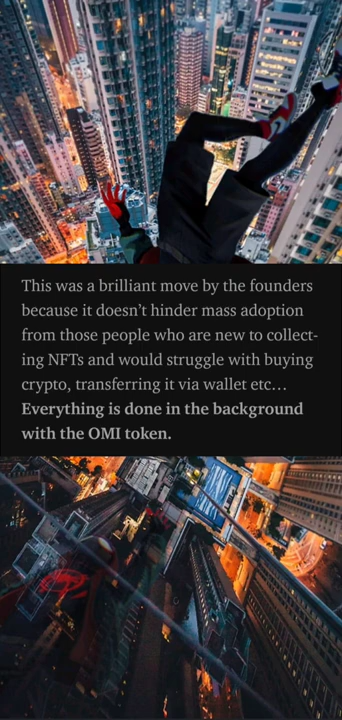 This was a brilliant move by the founders
because it doesn’t hinder mass adoption
from those people who are new to collect-
ing NFTs and would struggle with buying
crypto, transferring it via wallet etc…
Everything is done in the background
with the OMI token.